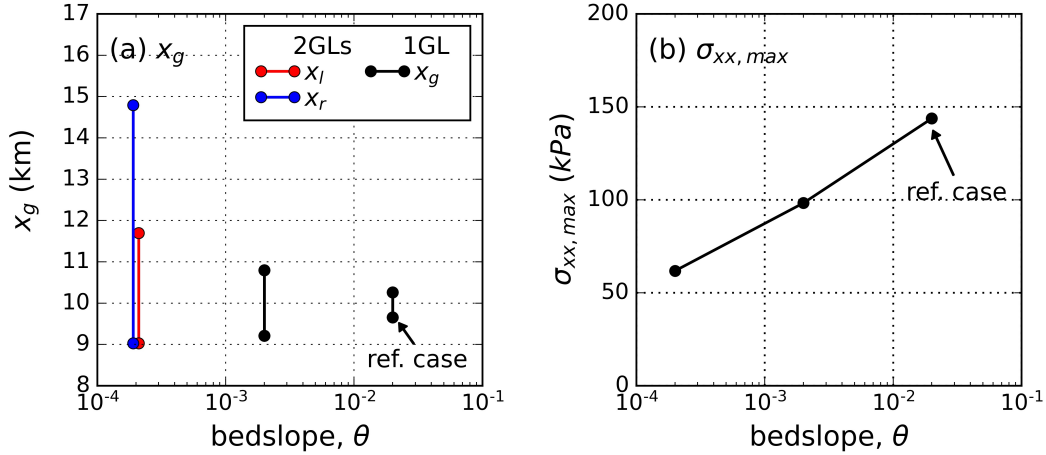 17
16
15
14
13
12
11
10
9
8
x_g (km)
(a) x_g
2GLs 1GL
x_l x_g
x_r
ref. case
10^-4 10^-3 10^-2 10^-1
bedslope, θ
200
150
100
50
0
σ_xx,max (kPa)
(b) σ_xx,max
ref. case
10^-4 10^-3 10^-2 10^-1
bedslope, θ